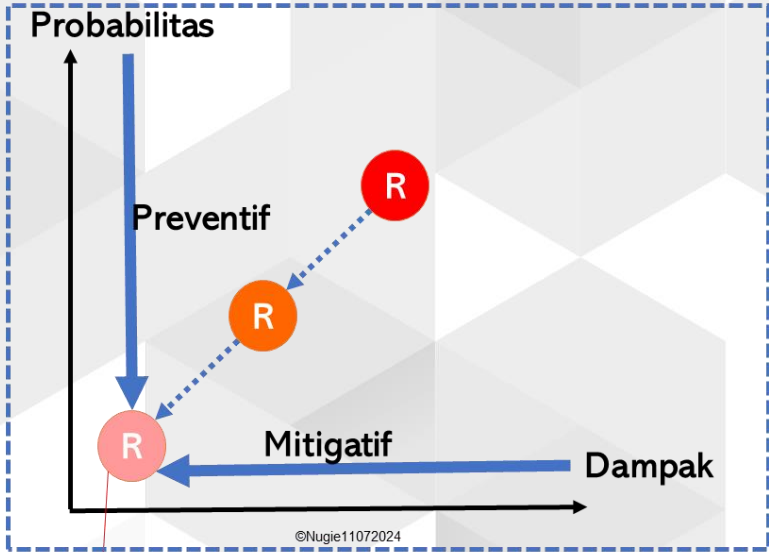 Probabilitas
R
Preventif
R
R
Mitigatif
Dampak
©Nugie11072024